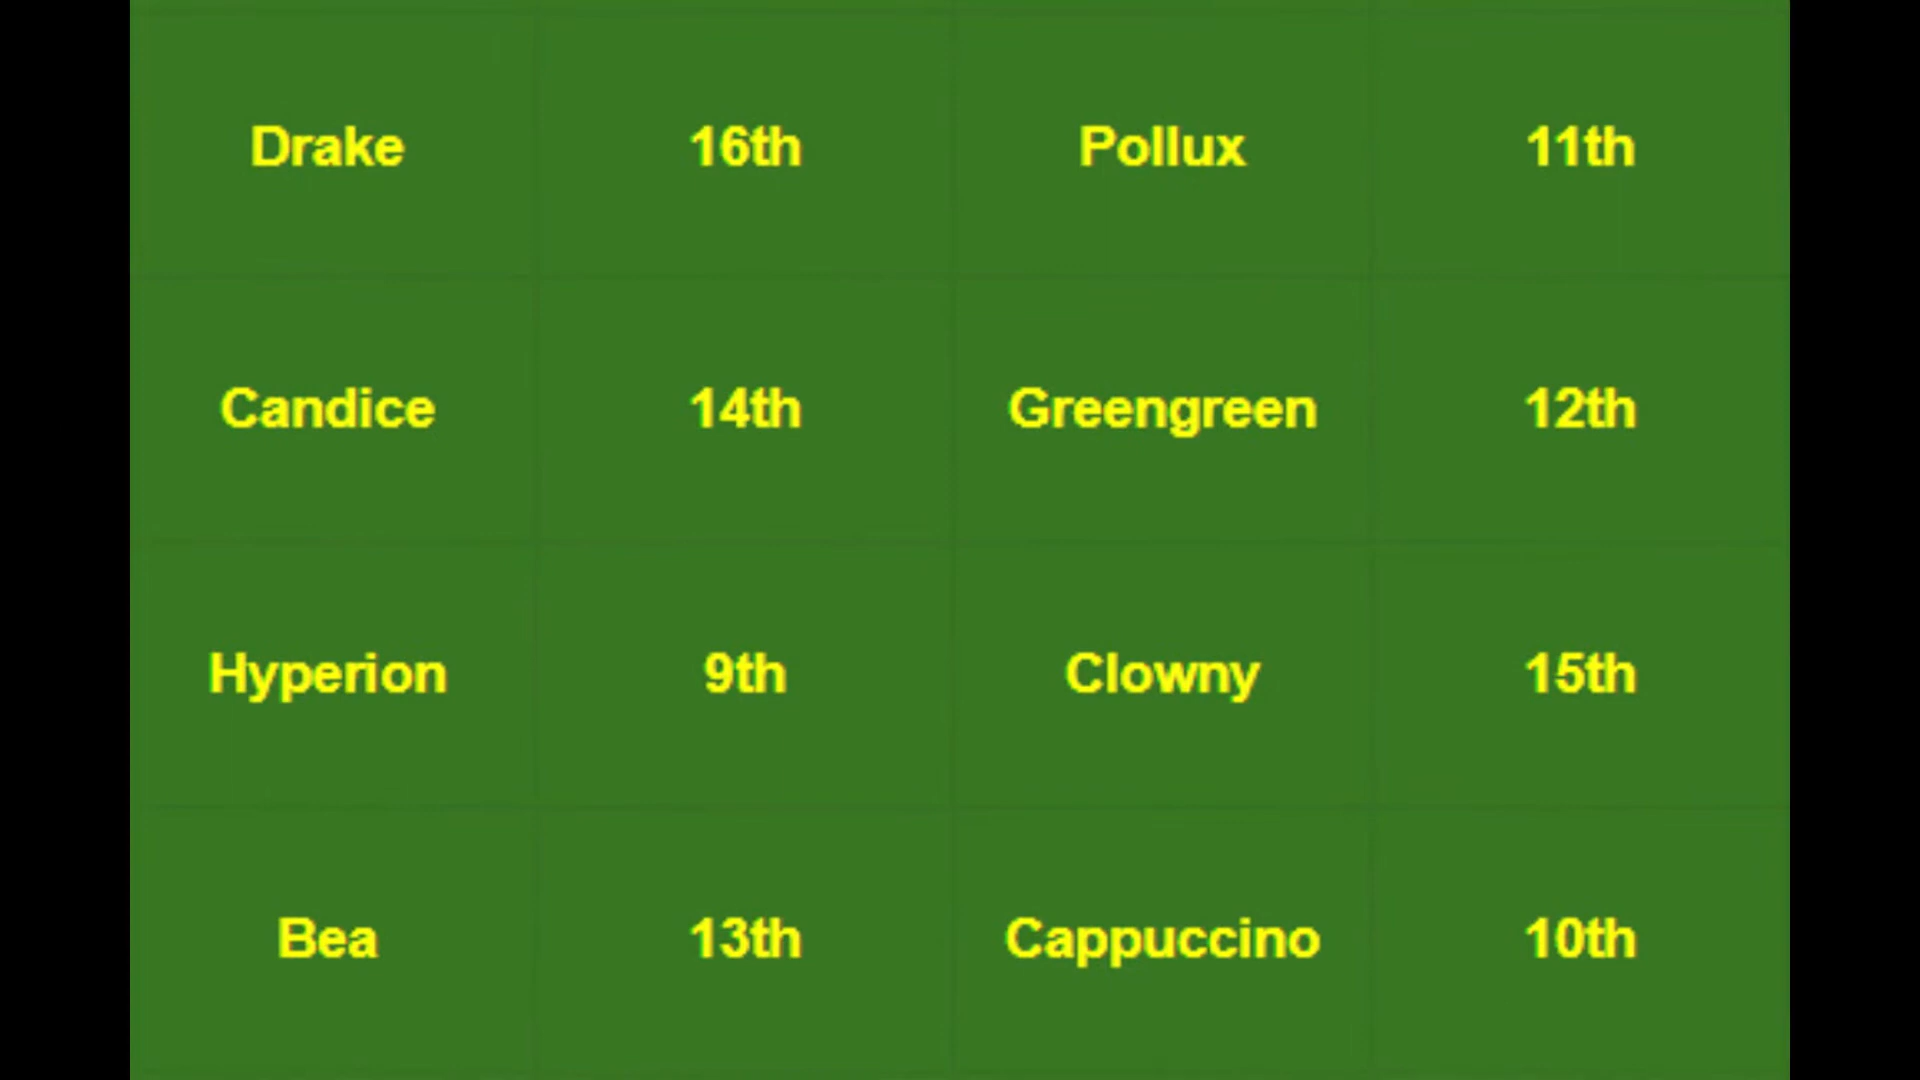 Drake 16th Pollux 11th
Candice 14th Greengreen 12th
Hyperion 9th Clowny 15th
Bea 13th Cappuccino 10th